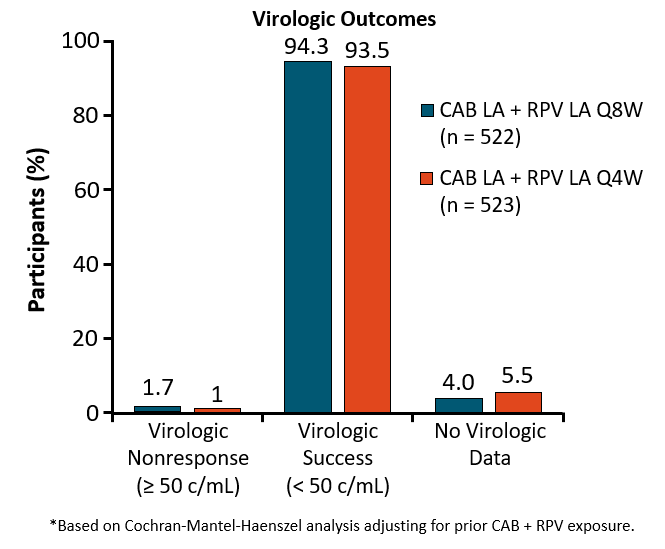 Virologic Outcomes
Participants (%)
100
80
60
40
20
0
1.7
1
94.3
93.5
4.0
5.5
CAB LA + RPV LA Q8W
(n = 522)
CAB LA + RPV LA Q4W
(n = 523)
Virologic
Nonresponse
(≥ 50 c/mL)
Virologic
Success
(< 50 c/mL)
No Virologic
Data
*Based on Cochran-Mantel-Haenszel analysis adjusting for prior CAB + RPV exposure.